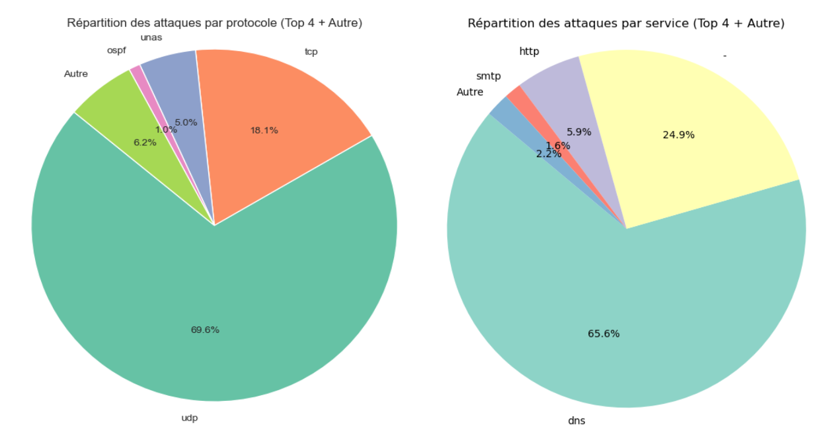 Répartition des attaques par protocole (Top 4 + Autre)
unas
ospf
tcp
Autre
5.0%
1.0%
18.1%
6.2%
69.6%
udp
Répartition des attaques par service (Top 4 + Autre)
http
-
smtp
Autre
5.9%
24.9%
1.6%
2.2%
65.6%
dns